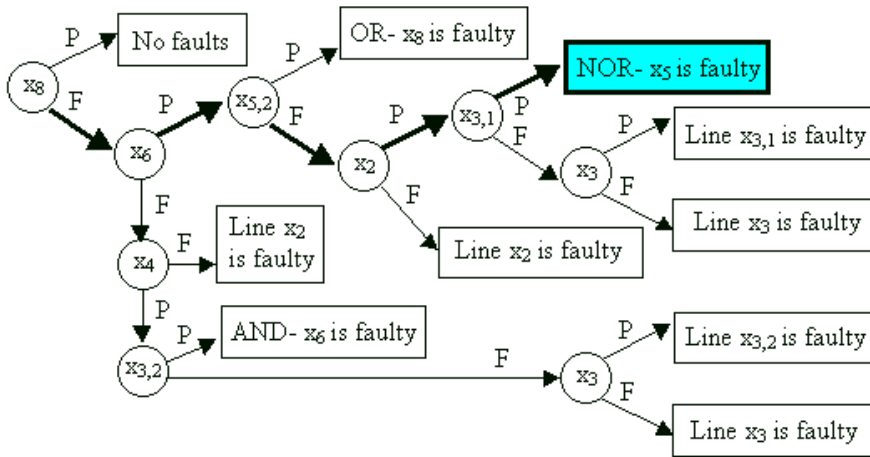 P
No faults
x8
F
P
x5,2
P
OR- x8 is faulty
F
x6
P
x3,1
P
NOR- x5 is faulty
F
x2
P
Line x3,1 is faulty
x3
F
Line x3 is faulty
F
Line x2 is faulty
F
x4
F
Line x2
is faulty
P
x3,2
P
AND- x6 is faulty
F
x3
P
Line x3,2 is faulty
F
Line x3 is faulty